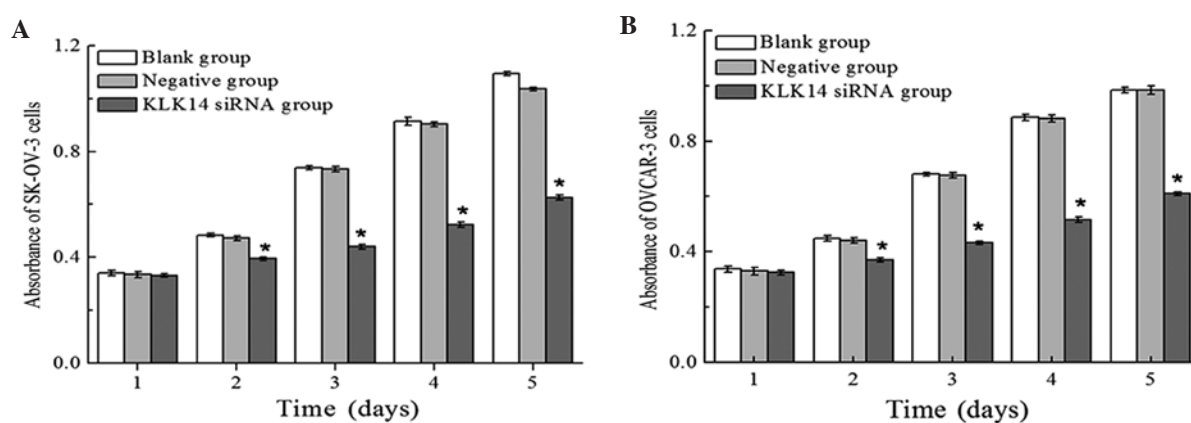 A
Absorbance of SK-OV-3 cells
1.2
0.8
0.4
0.0
Blank group
Negative group
KLK14 siRNA group
* * * *
1 2 3 4 5
Time (days)
B
Absorbance of OVCAR-3 cells
1.2
0.8
0.4
0.0
Blank group
Negative group
KLK14 siRNA group
* * * *
1 2 3 4 5
Time (days)